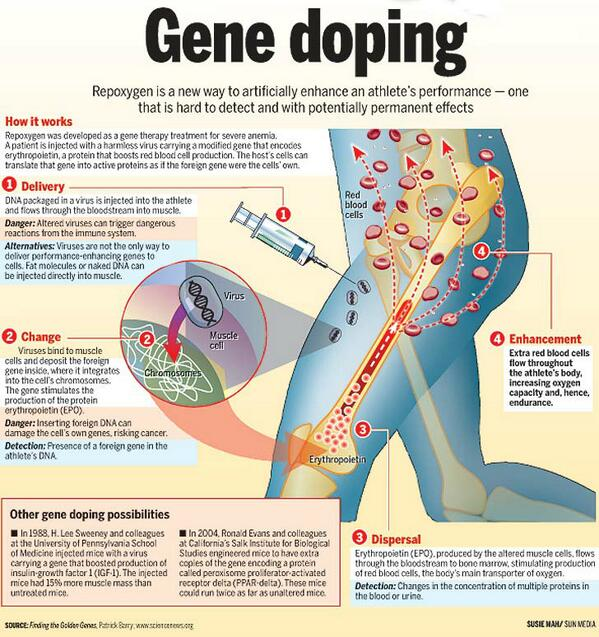 Gene doping
Repoxygen is a new way to artificially enhance an athlete's performance — one
that is hard to detect and with potentially permanent effects
How it works
Repoxygen was developed as a gene therapy treatment for severe anemia.
A patient is injected with a harmless virus carrying a modified gene that encodes
erythropoietin, a protein that boosts red blood cell production. The host's cells can
translate that gene into active proteins as if the foreign gene were the cells' own.
1 Delivery
DNA packaged in a virus is injected into the athlete
and flows through the bloodstream into muscle.
Danger: Altered viruses can trigger dangerous
reactions from the immune system.
Alternatives: Viruses are not the only way to
deliver performance-enhancing genes to
cells. Fat molecules or naked DNA can
be injected directly into muscle.
1
Red
blood
cells
4
Virus
Muscle
cell
2
Chromosomes
2 Change
Viruses bind to muscle
cells and deposit the foreign
gene inside, where it integrates
into the cell's chromosomes.
The gene stimulates the
production of the protein
erythropoietin (EPO).
Danger: Inserting foreign DNA can
damage the cell's own genes, risking cancer.
Detection: Presence of a foreign gene in the
athlete's DNA.
4 Enhancement
Extra red blood cells
flow throughout
the athlete's body,
increasing oxygen
capacity and, hence,
endurance.
3
Erythropoietin
3 Dispersal
Erythropoietin (EPO), produced by the altered muscle cells, flows
through the bloodstream to bone marrow, stimulating production
of red blood cells, the body's main transporter of oxygen.
Detection: Changes in the concentration of multiple proteins in
the blood or urine.
Other gene doping possibilities
■ In 1988, H. Lee Sweeney and colleagues
at the University of Pennsylvania School
of Medicine injected mice with a virus
carrying a gene that boosted production of
insulin-growth factor 1 (IGF-1). The injected
mice had 15% more muscle mass than
untreated mice.
■ In 2004, Ronald Evans and colleagues
at California's Salk Institute for Biological
Studies engineered mice to have extra
copies of the gene encoding a protein
called peroxisome proliferator-activated
receptor delta (PPAR-delta). These mice
could run twice as far as unaltered mice.
SOURCE: Finding the Golden Genes, Patrick Barry; www.sciencenews.org
SUSIE MAH/ SUN MEDIA